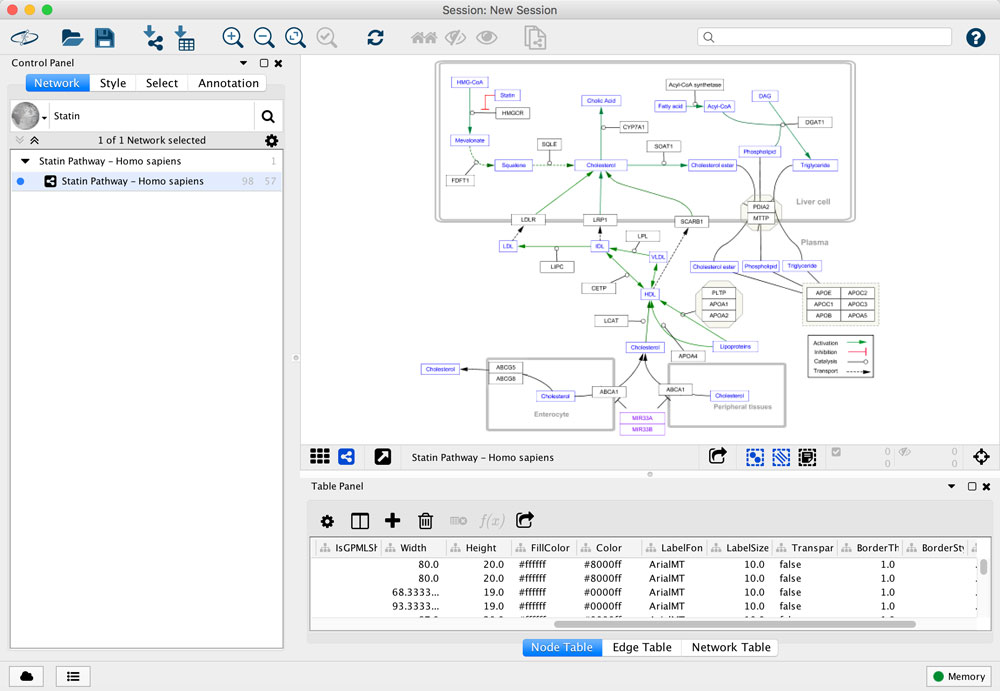 Session: New Session
Control Panel
Network Style Select Annotation
Statin
1 of 1 Network selected
Statin Pathway – Homo sapiens 1
Statin Pathway – Homo sapiens 98 57
HMG-CoA
Statin
HMGCR
Mevalonate
SQLE
Squalene
FDFT1
Cholic Acid
CYP7A1
Cholesterol
Acyl-CoA synthetase
Fatty acid
Acyl-CoA
DAG
DGAT1
SOAT1
Cholesterol ester
Phospholipid
Triglyceride
PDIA2
MTTP
Liver cell
LDLR
LRP1
SCARB1
Plasma
LDL
IDL
LPL
VLDL
LIPC
CETP
HDL
Cholesterol ester
Phospholipid
Triglyceride
PLTP
APOA1
APOA2
APOE APOC2
APOC1 APOC3
APOB APOA5
LCAT
Cholesterol
APOA4
Lipoproteins
Activation
Inhibition
Catalysis
Transport
Cholesterol
ABCG5
ABCG8
Cholesterol
ABCA1
Enterocyte
ABCA1
Cholesterol
Peripheral tissues
MIR33A
MIR33B
Statin Pathway – Homo sapiens
0 0
0 0
Table Panel
f(x)
IsGPMLSh Width Height FillColor Color LabelFon LabelSize Transpar BorderTh BorderSty
80.0 20.0 #ffffff #8000ff ArialMT 10.0 false 1.0
80.0 20.0 #ffffff #8000ff ArialMT 10.0 false 1.0
68.3333... 19.0 #ffffff #0000ff ArialMT 10.0 false 1.0
93.3333... 19.0 #ffffff #0000ff ArialMT 10.0 false 1.0
Node Table Edge Table Network Table
Memory